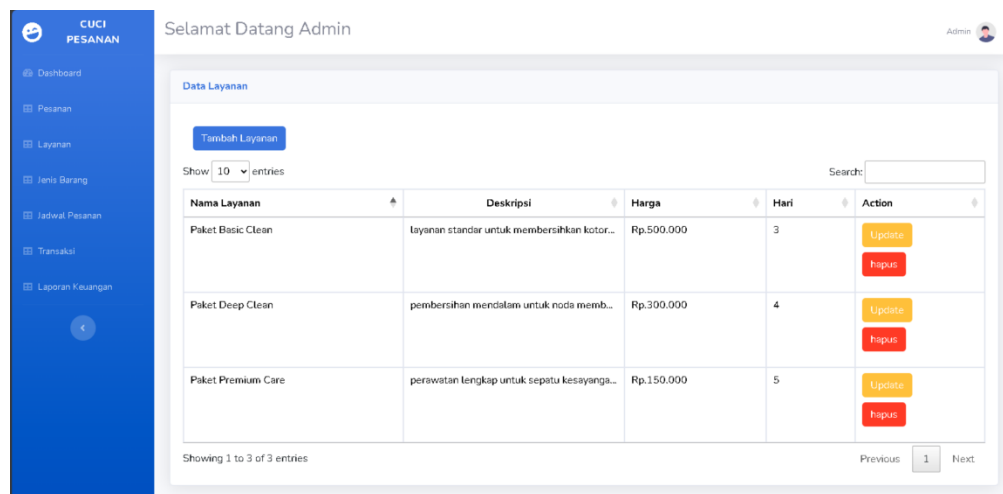 CUCI
PESANAN
Selamat Datang Admin
Admin
Dashboard
Pesanan
Layanan
Jenis Barang
Jadwal Pesanan
Transaksi
Laporan Keuangan
Data Layanan
Tambah Layanan
Show 10 entries
Search:
Nama Layanan Deskripsi Harga Hari Action
Paket Basic Clean layanan standar untuk membersihkan kotor... Rp.500.000 3 Update
hapus
Paket Deep Clean pembersihan mendalam untuk noda memb... Rp.300.000 4 Update
hapus
Paket Premium Care perawatan lengkap untuk sepatu kesayanga... Rp.150.000 5 Update
hapus
Showing 1 to 3 of 3 entries
Previous 1 Next